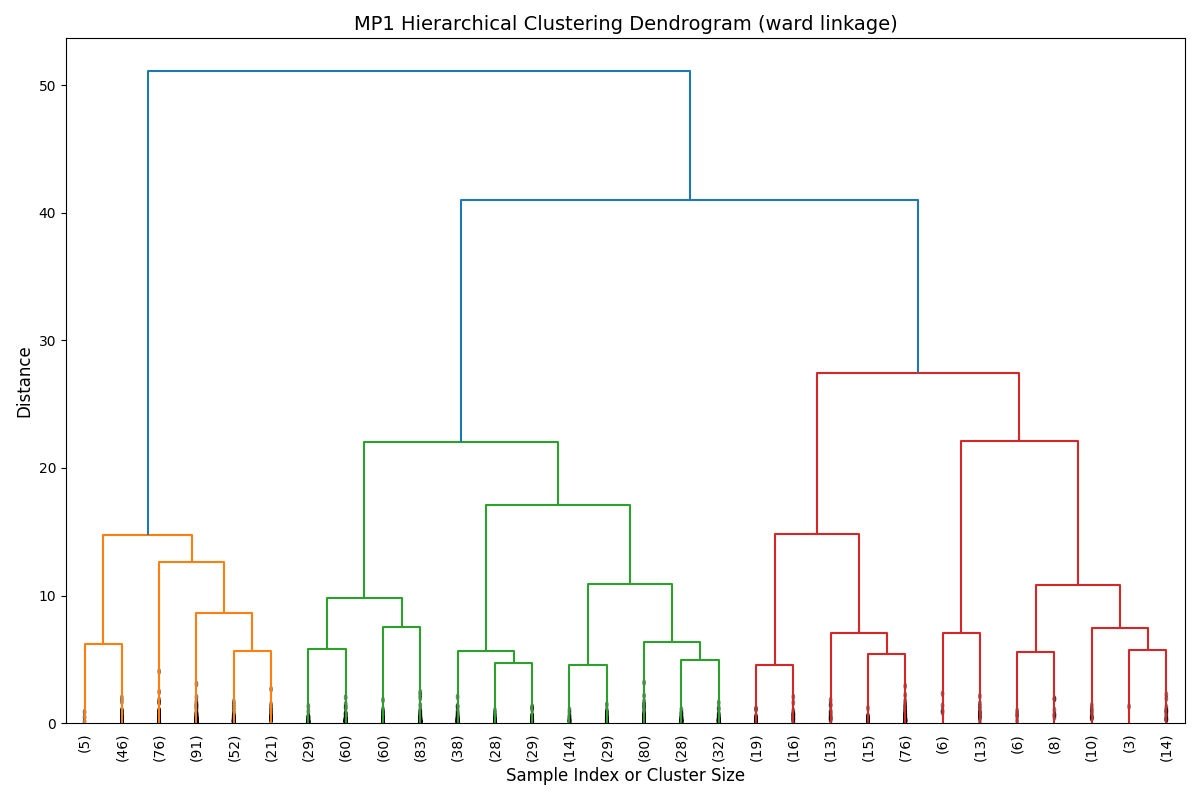 MP1 Hierarchical Clustering Dendrogram (ward linkage)
50
40
30
20
10
0
Distance
(5) (46) (76) (91) (52) (21) (29) (60) (60) (83) (38) (28) (29) (14) (29) (80) (28) (32) (19) (16) (13) (15) (76) (6) (13) (6) (8) (10) (3) (14)
Sample Index or Cluster Size